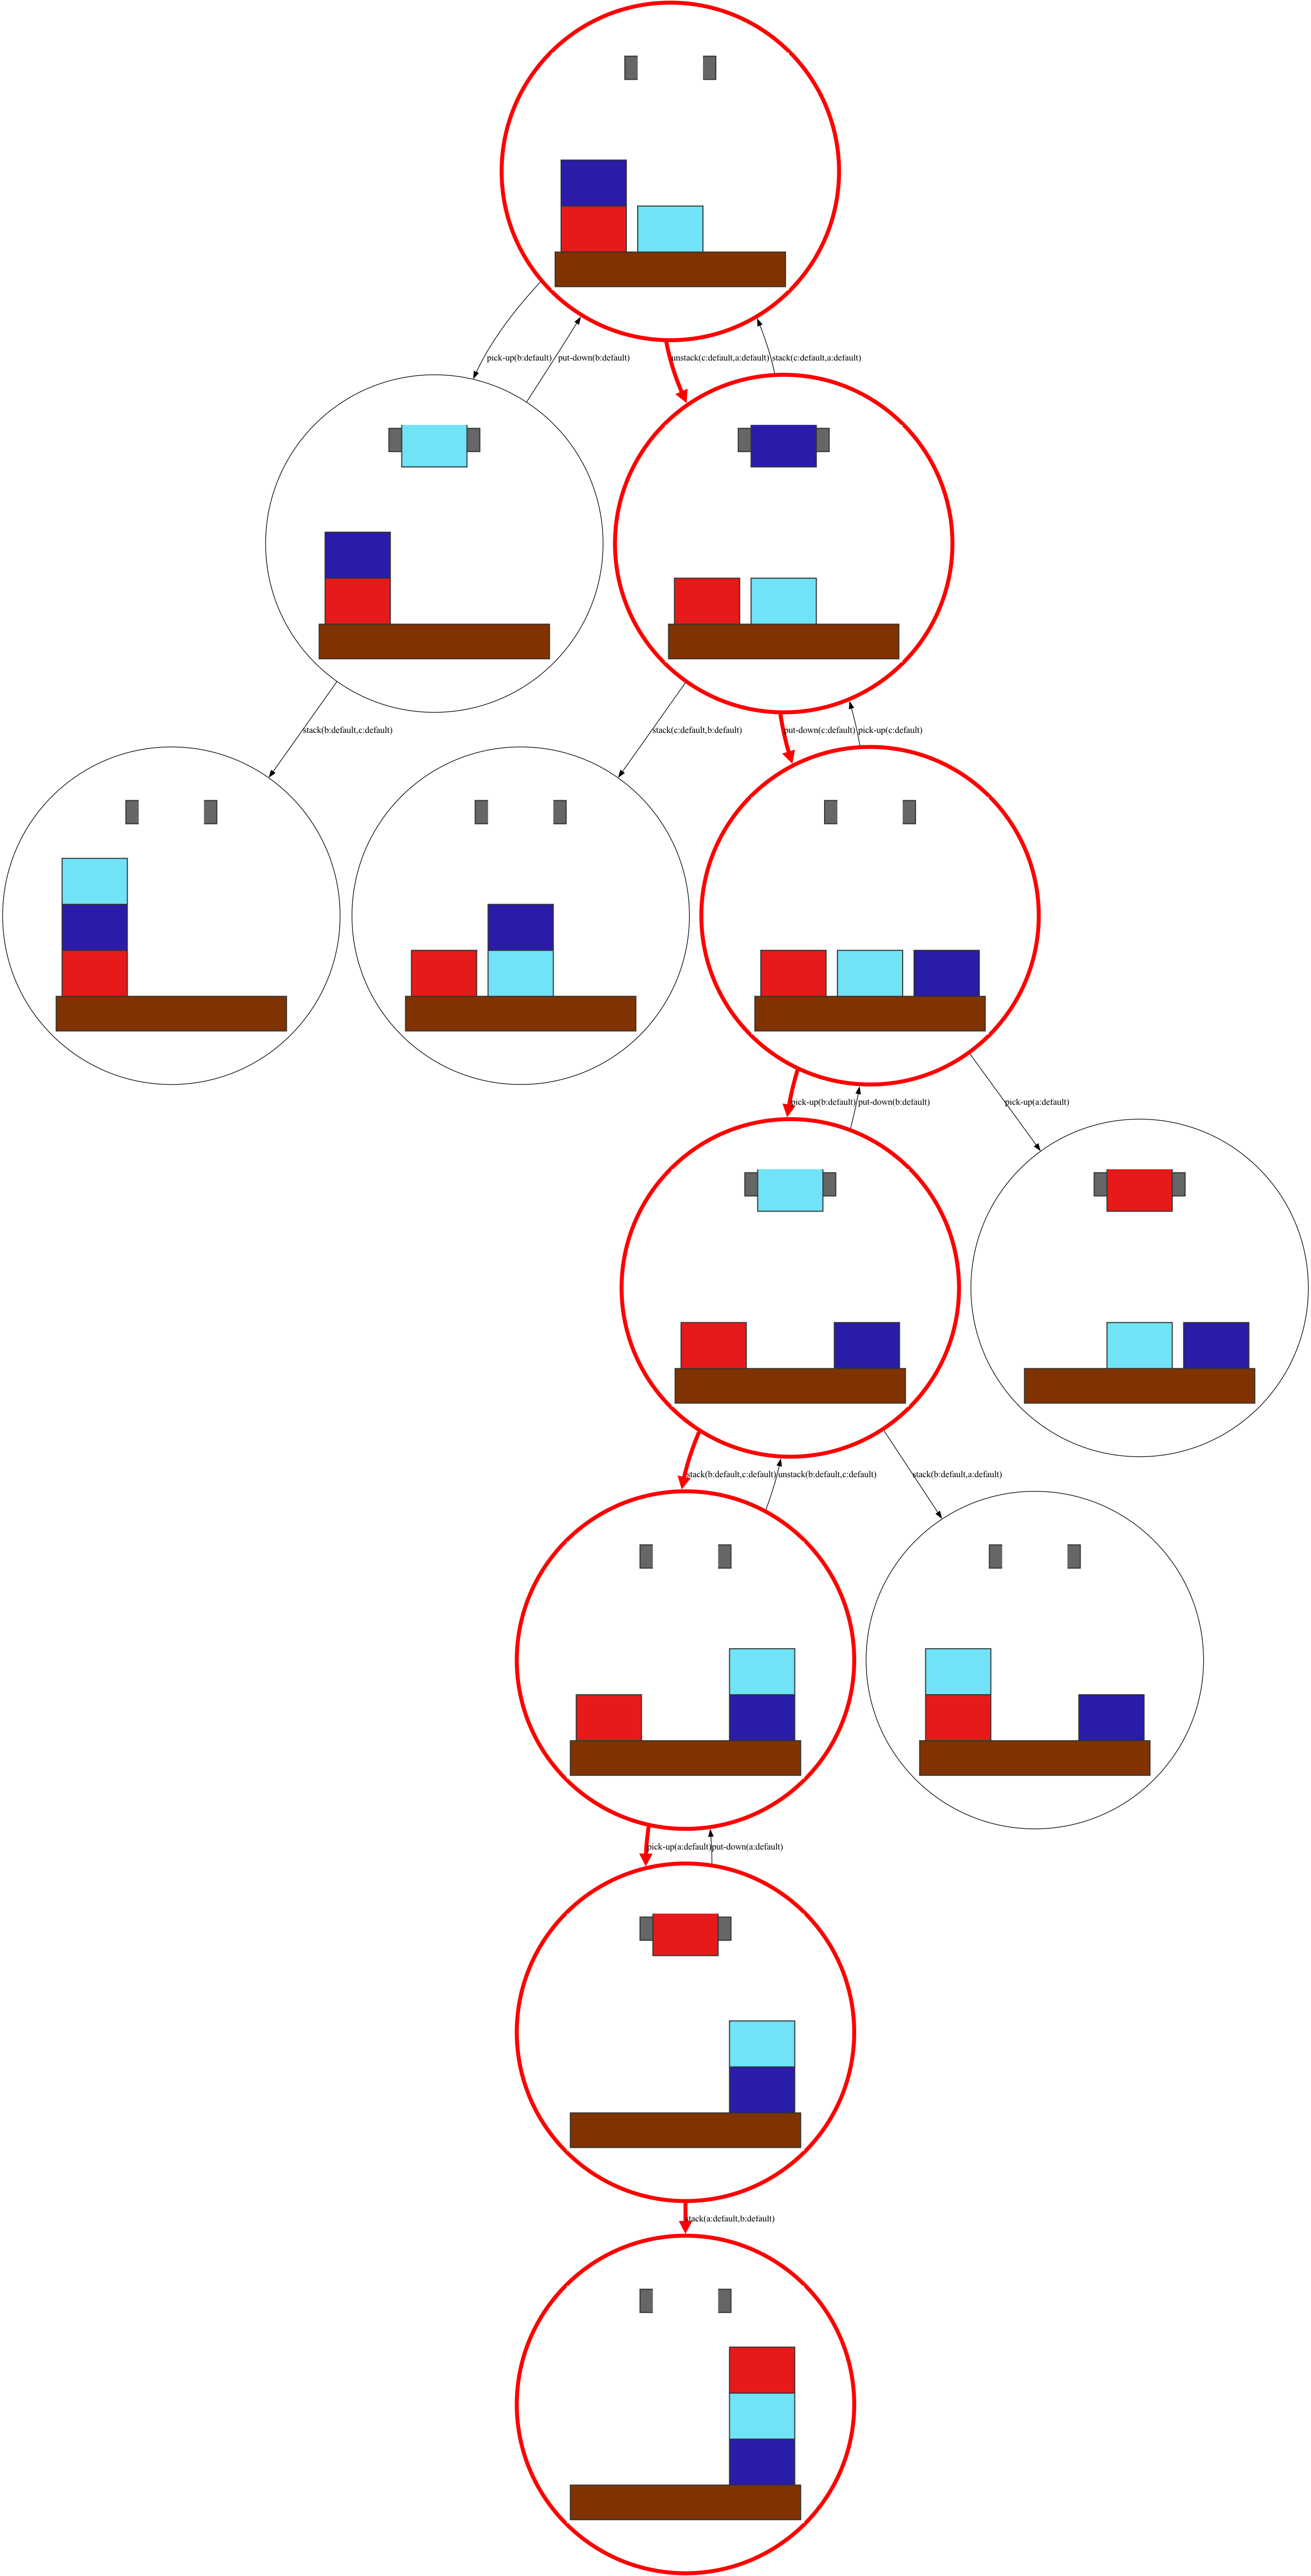 pick-up(b:default)
put-down(b:default)
unstack(c:default,a:default)
stack(c:default,a:default)
stack(b:default,c:default)
stack(c:default,b:default)
put-down(c:default)
pick-up(c:default)
pick-up(b:default)
put-down(b:default)
pick-up(a:default)
stack(b:default,c:default)
unstack(b:default,c:default)
stack(b:default,a:default)
pick-up(a:default)
put-down(a:default)
stack(a:default,b:default)